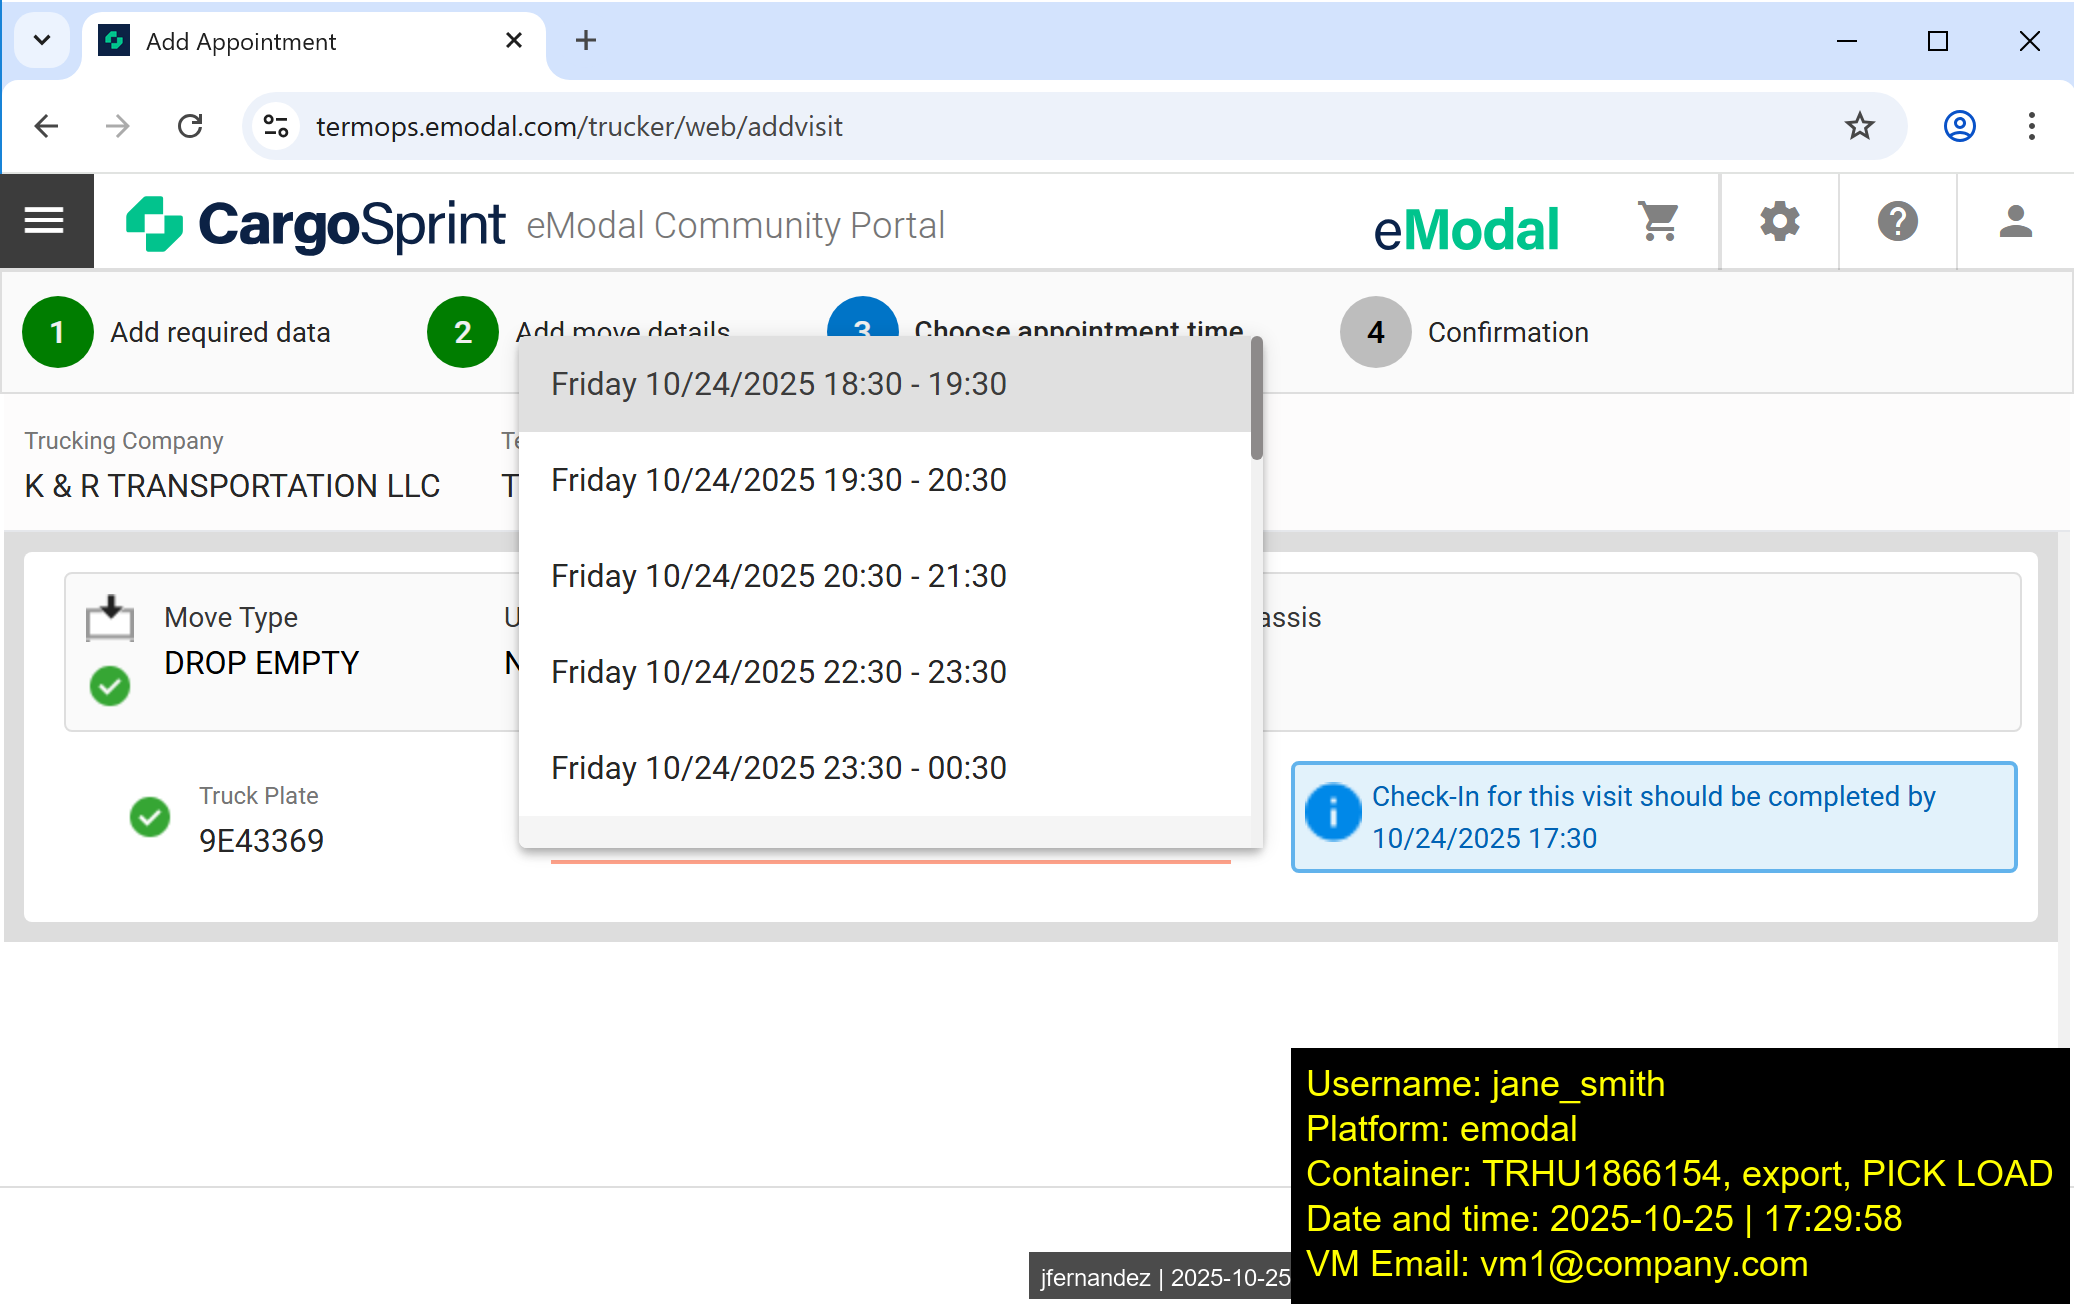 Add Appointment
termops.emodal.com/trucker/web/addvisit
CargoSprint eModal Community Portal
eModal
1 Add required data
2 Add move details
3 Choose appointment time
4 Confirmation
Trucking Company
K & R TRANSPORTATION LLC
Friday 10/24/2025 18:30 - 19:30
Friday 10/24/2025 19:30 - 20:30
Friday 10/24/2025 20:30 - 21:30
Friday 10/24/2025 22:30 - 23:30
Friday 10/24/2025 23:30 - 00:30
Move Type
DROP EMPTY
assis
Truck Plate
9E43369
Check-In for this visit should be completed by
10/24/2025 17:30
Username: jane_smith
Platform: emodal
Container: TRHU1866154, export, PICK LOAD
Date and time: 2025-10-25 | 17:29:58
VM Email: vm1@company.com
jfernandez | 2025-10-25